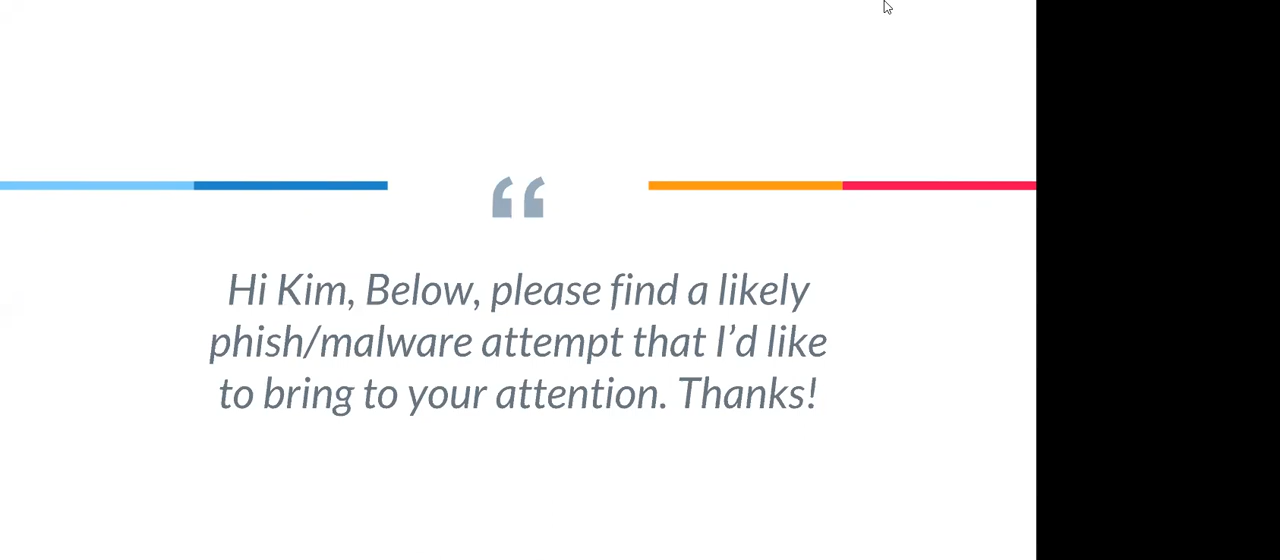 “
Hi Kim, Below, please find a likely
phish/malware attempt that I’d like
to bring to your attention. Thanks!